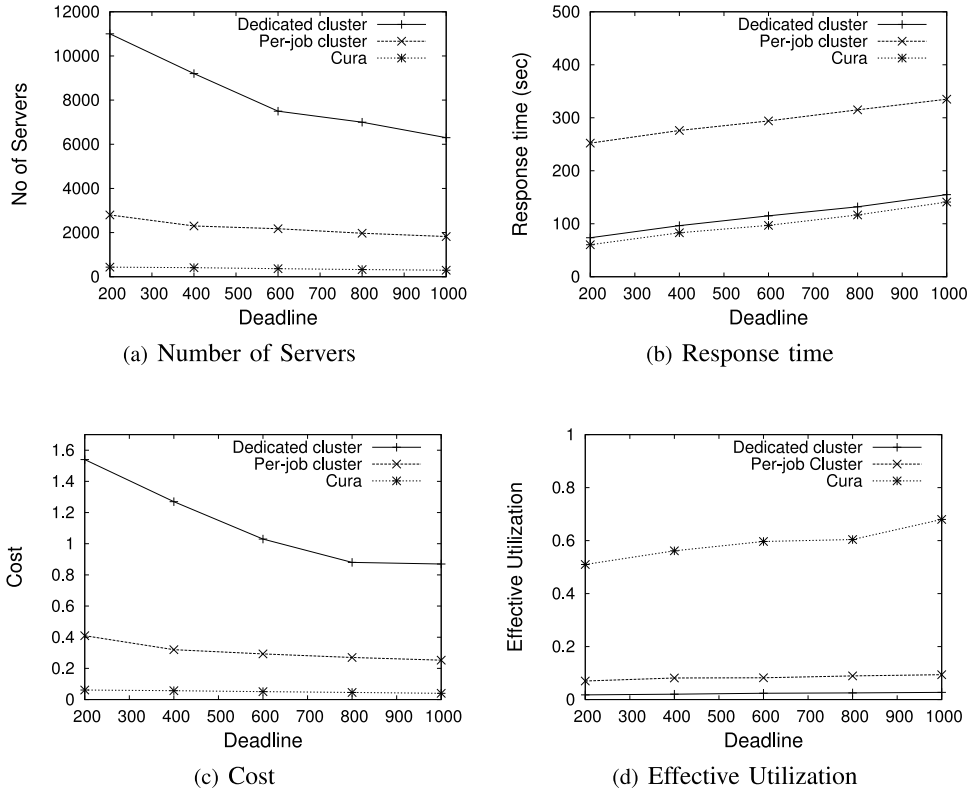 12000
10000
8000
6000
4000
2000
0
No of Servers
Dedicated cluster
Per-job cluster
Cura
200 300 400 500 600 700 800 900 1000
Deadline
(a) Number of Servers
500
400
300
200
100
0
Response time (sec)
Dedicated cluster
Per-job cluster
Cura
200 300 400 500 600 700 800 900 1000
Deadline
(b) Response time
1.6
1.4
1.2
1
0.8
0.6
0.4
0.2
0
Cost
Dedicated cluster
Per-job cluster
Cura
200 300 400 500 600 700 800 900 1000
Deadline
(c) Cost
1
0.8
0.6
0.4
0.2
0
Effective Utilization
Dedicated cluster
Per-job Cluster
Cura
200 300 400 500 600 700 800 900 1000
Deadline
(d) Effective Utilization